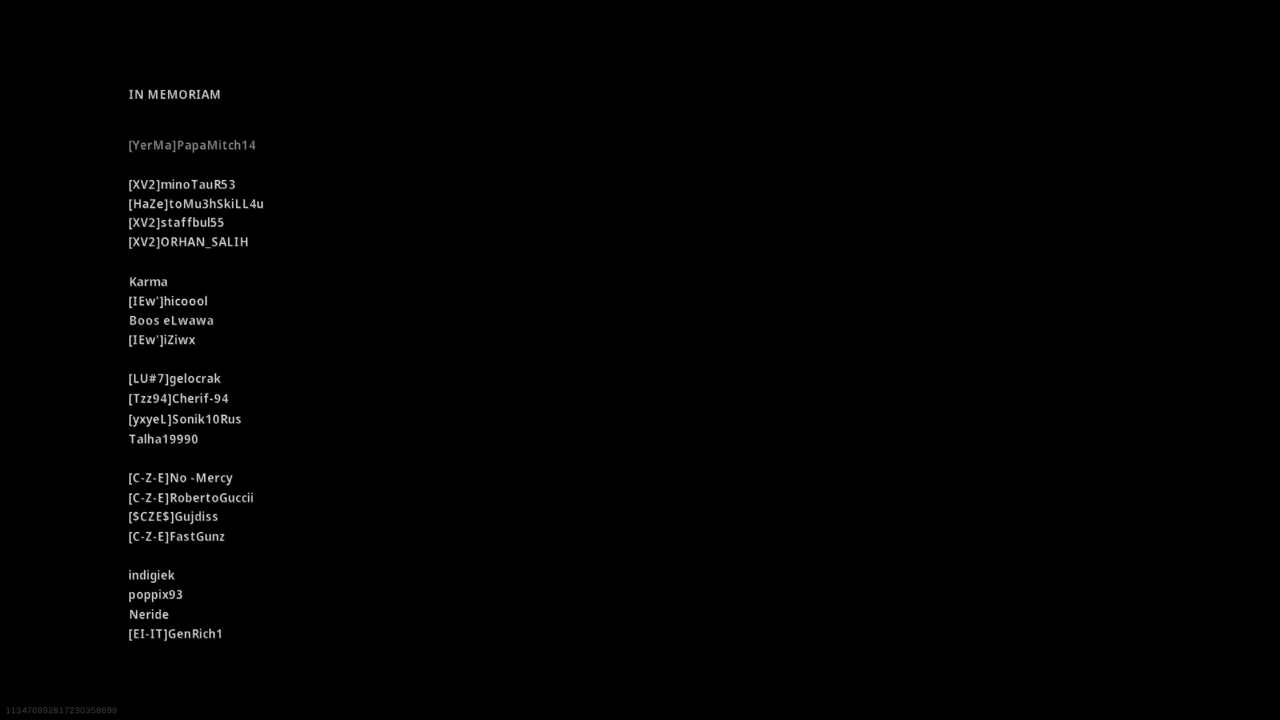 IN MEMORIAM
[YerMa]PapaMitch14
[XV2]minoTauR53
[HaZe]toMu3hSkiLL4u
[XV2]staffbul55
[XV2]ORHAN_SALIH
Karma
[IEw']hicoool
Boos eLwawa
[IEw']iZiwx
[LU#7]gelocrak
[Tzz94]Cherif-94
[yxyeL]Sonik10Rus
Talha19990
[C-Z-E]No -Mercy
[C-Z-E]RobertoGuccii
[$CZE$]Gujdiss
[C-Z-E]FastGunz
indigiek
poppix93
Neride
[EI-IT]GenRich1